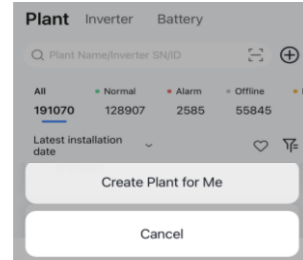 Plant Inverter Battery
Plant Name/Inverter SN/ID
All Normal Alarm Offline
191070 128907 2585 55845
Latest installation
date
Create Plant for Me
Cancel